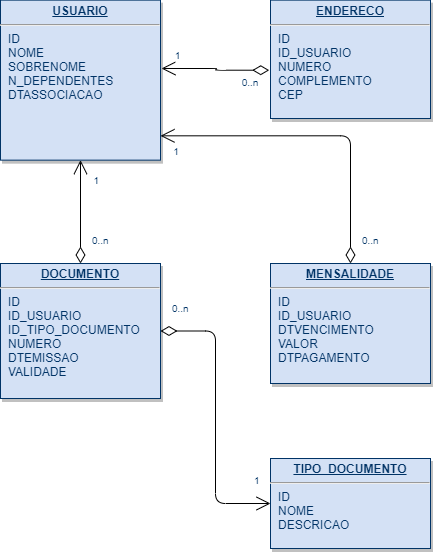 USUARIO
ID
NOME
SOBRENOME
N_DEPENDENTES
DTASSOCIACAO
ENDERECO
ID
ID_USUARIO
NUMERO
COMPLEMENTO
CEP
1
0..n
1
1
0..n
0..n
DOCUMENTO
ID
ID_USUARIO
ID_TIPO_DOCUMENTO
NUMERO
DTEMISSAO
VALIDADE
MENSALIDADE
ID
ID_USUARIO
DTVENCIMENTO
VALOR
DTPAGAMENTO
0..n
1
TIPO_DOCUMENTO
ID
NOME
DESCRICAO